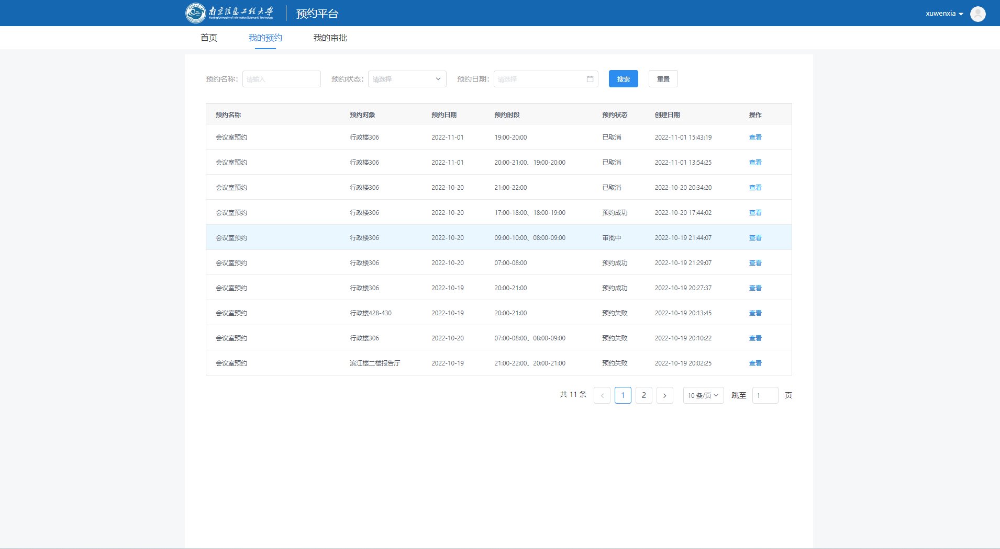 南京信息工程大学
Nanjing University of Information Science & Technology
预约平台
xuwenxia
首页 我的预约 我的审批
预约名称： 请输入 预约状态： 请选择 预约日期： 请选择 搜索 重置
预约名称 预约对象 预约日期 预约时段 预约状态 创建日期 操作
会议室预约 行政楼306 2022-11-01 19:00-20:00 已取消 2022-11-01 15:43:19 查看
会议室预约 行政楼306 2022-11-01 20:00-21:00、19:00-20:00 已取消 2022-11-01 13:54:25 查看
会议室预约 行政楼306 2022-10-20 21:00-22:00 已取消 2022-10-20 20:34:20 查看
会议室预约 行政楼306 2022-10-20 17:00-18:00、18:00-19:00 预约成功 2022-10-20 17:44:02 查看
会议室预约 行政楼306 2022-10-20 09:00-10:00、08:00-09:00 审批中 2022-10-19 21:44:07 查看
会议室预约 行政楼306 2022-10-20 07:00-08:00 预约成功 2022-10-19 21:29:07 查看
会议室预约 行政楼306 2022-10-19 20:00-21:00 预约成功 2022-10-19 20:27:37 查看
会议室预约 行政楼428-430 2022-10-19 20:00-21:00 预约失败 2022-10-19 20:13:45 查看
会议室预约 行政楼306 2022-10-20 07:00-08:00、08:00-09:00 预约失败 2022-10-19 20:10:22 查看
会议室预约 滨江楼二楼报告厅 2022-10-19 21:00-22:00、20:00-21:00 预约失败 2022-10-19 20:02:25 查看
共 11 条 1 2 10 条/页 跳至 1 页